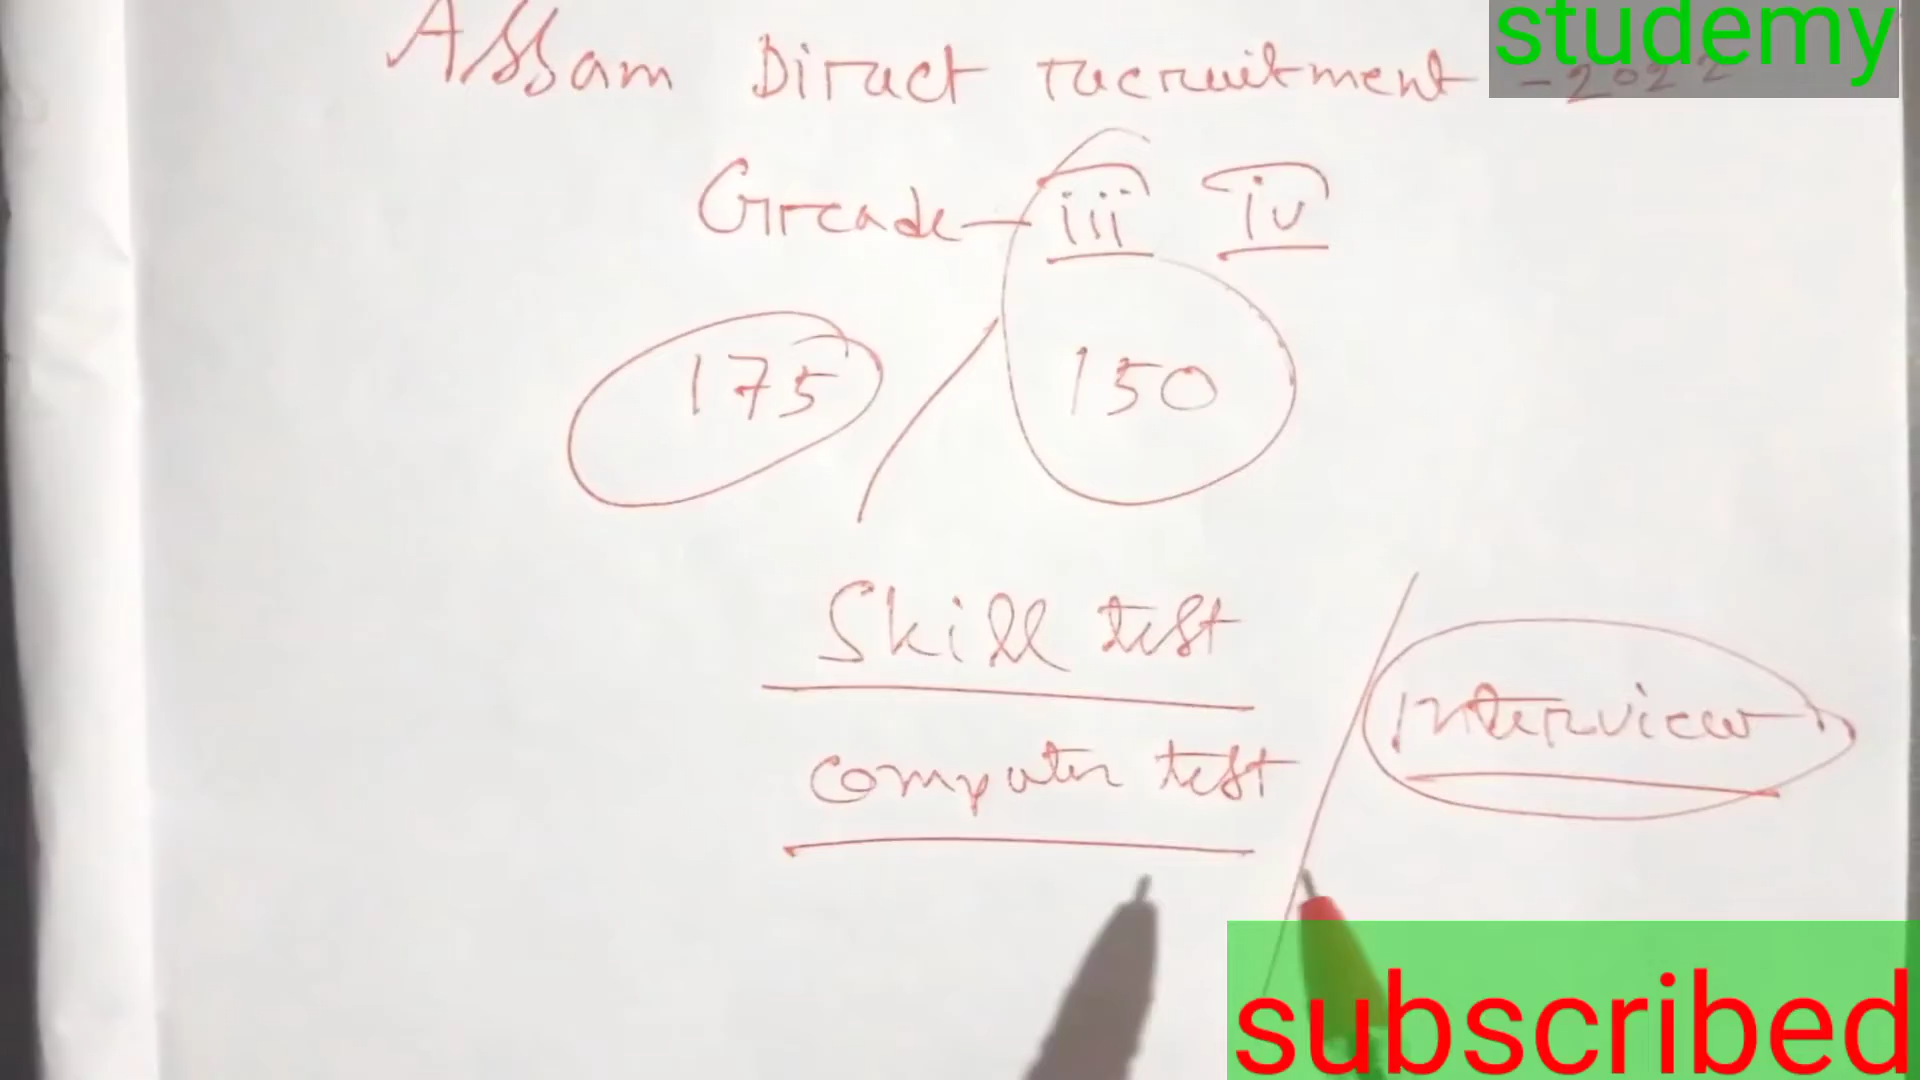 studemy
Assam Direct recruitment -2022
Grade - iii iv
175 150
Skill test
Interview
computer test
subscribed